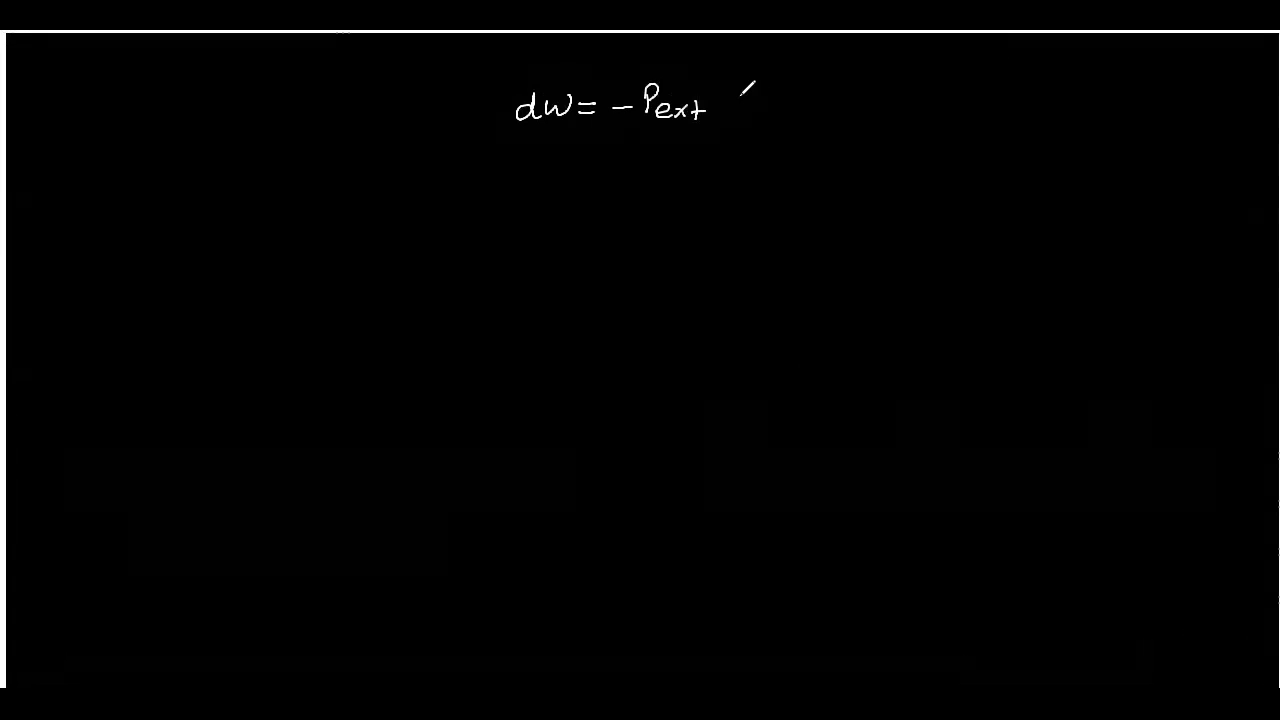 dw = - Pext